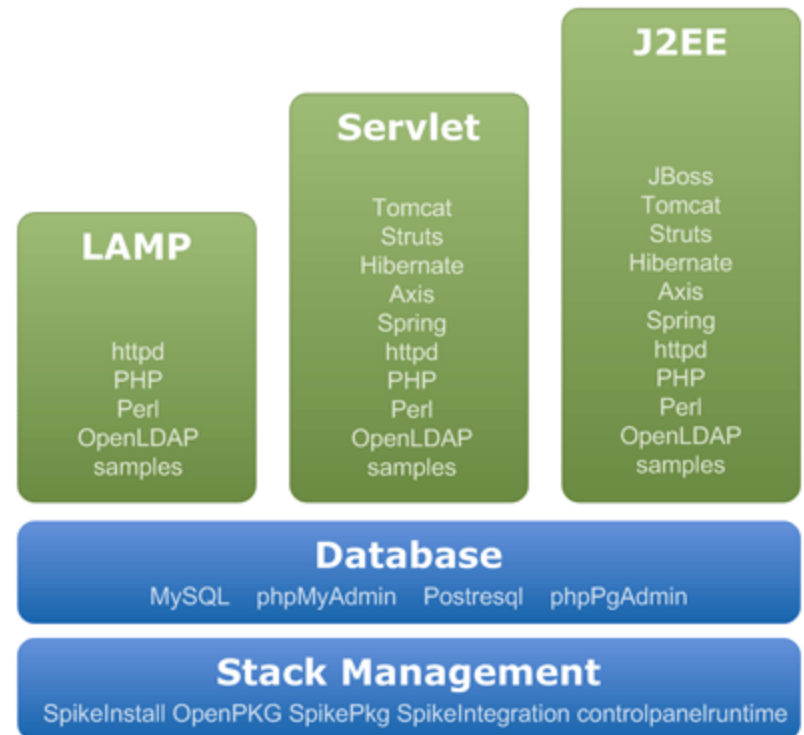 LAMP
httpd
PHP
Perl
OpenLDAP
samples
Servlet
Tomcat
Struts
Hibernate
Axis
Spring
httpd
PHP
Perl
OpenLDAP
samples
J2EE
JBoss
Tomcat
Struts
Hibernate
Axis
Spring
httpd
PHP
Perl
OpenLDAP
samples
Database
MySQL phpMyAdmin Postresql phpPgAdmin
Stack Management
SpikeInstall OpenPKG SpikePkg SpikeIntegration controlpanelruntime